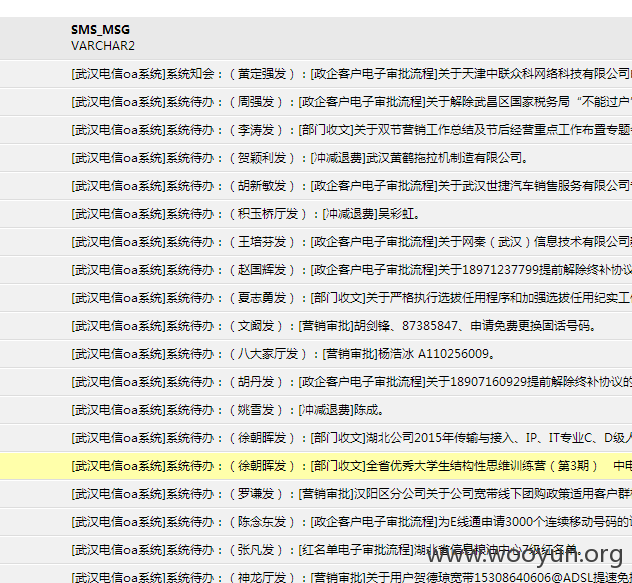 SMS_MSG
VARCHAR2
[武汉电信oa系统]系统知会：（黄定强发）：[政企客户电子审批流程]关于天津中联众科网络科技有限公司
[武汉电信oa系统]系统待办：（周强发）：[政企客户电子审批流程]关于解除武昌区国家税务局“不能过户
[武汉电信oa系统]系统待办：（李涛发）：[部门收文]关于双节营销工作总结及节后经营重点工作布置专题
[武汉电信oa系统]系统待办：（贺颖利发）：[冲减退费]武汉黄鹤拖拉机制造有限公司。
[武汉电信oa系统]系统待办：（胡新敏发）：[政企客户电子审批流程]关于武汉世捷汽车销售服务有限公司
[武汉电信oa系统]系统待办：（积玉桥厅发）：[冲减退费]吴彩虹。
[武汉电信oa系统]系统待办：（王培芬发）：[政企客户电子审批流程]关于网秦（武汉）信息技术有限公司
[武汉电信oa系统]系统待办：（赵国辉发）：[政企客户电子审批流程]关于18971237799提前解除终补协议
[武汉电信oa系统]系统待办：（夏志勇发）：[部门收文]关于严格执行选拔任用程序和加强选拔任用纪实工
[武汉电信oa系统]系统待办：（文阚发）：[营销审批]胡剑锋、87385847、申请免费更换固话号码。
[武汉电信oa系统]系统待办：（八大家厅发）：[营销审批]杨浩冰 A110256009。
[武汉电信oa系统]系统待办：（胡丹发）：[政企客户电子审批流程]关于18907160929提前解除终补协议的
[武汉电信oa系统]系统待办：（姚雪发）：[冲减退费]陈成。
[武汉电信oa系统]系统待办：（徐朝晖发）：[部门收文]湖北公司2015年传输与接入、IP、IT专业C、D级人
[武汉电信oa系统]系统待办：（徐朝晖发）：[部门收文]全省优秀大学生结构性思维训练营（第3期） 中电
[武汉电信oa系统]系统待办：（罗谦发）：[营销审批]汉阳区分公司关于公司宽带线下团购政策适用客户群
[武汉电信oa系统]系统待办：（陈念东发）：[政企客户电子审批流程]为E线通申请3000个连续移动号码的
[武汉电信oa系统]系统待办：（张凡发）：[红名单电子审批流程]湖北省信息粮油中心7级红名单。
[武汉电信oa系统]系统待办：（神龙厅发）：[营销审批]关于用户贺德琼宽带15308640606@ADSL提速免
www.wooyun.org